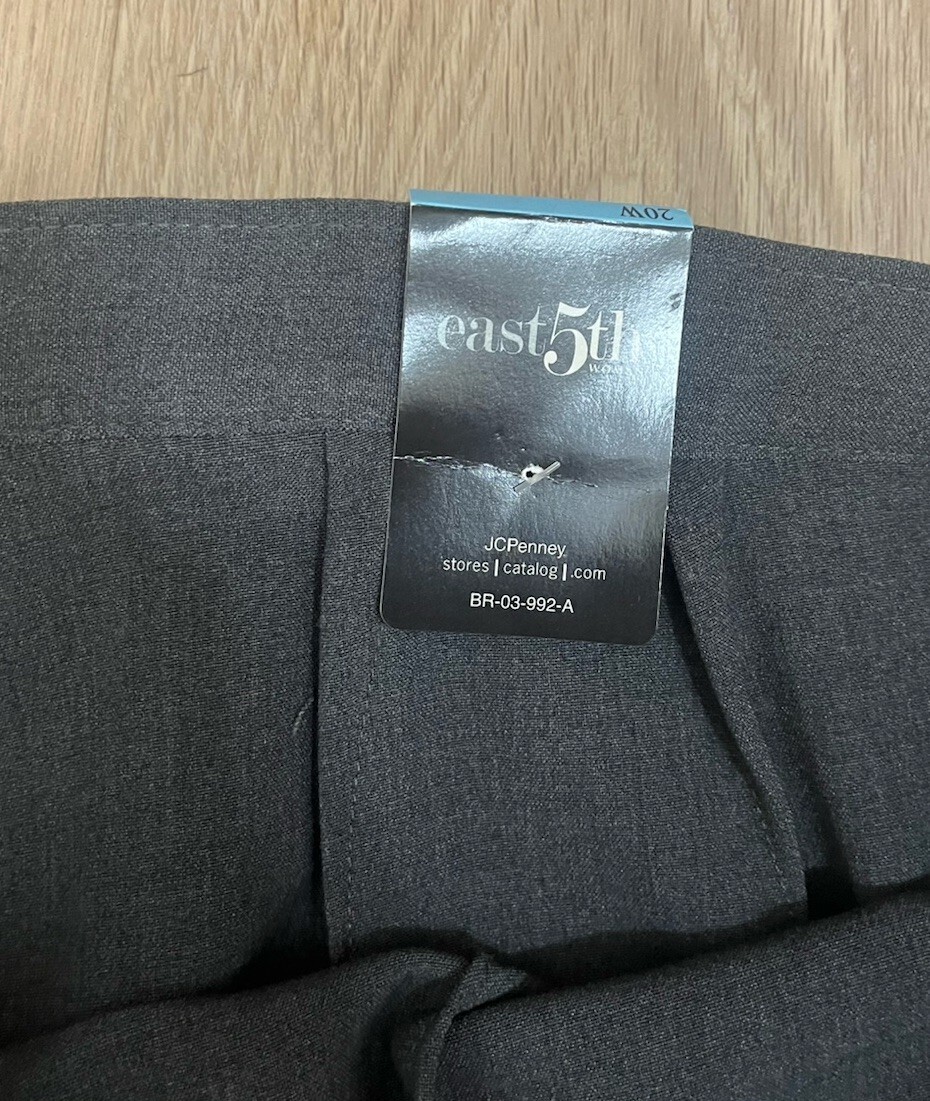 20W
east5th
JCPenney
stores | catalog | .com
BR-03-992-A